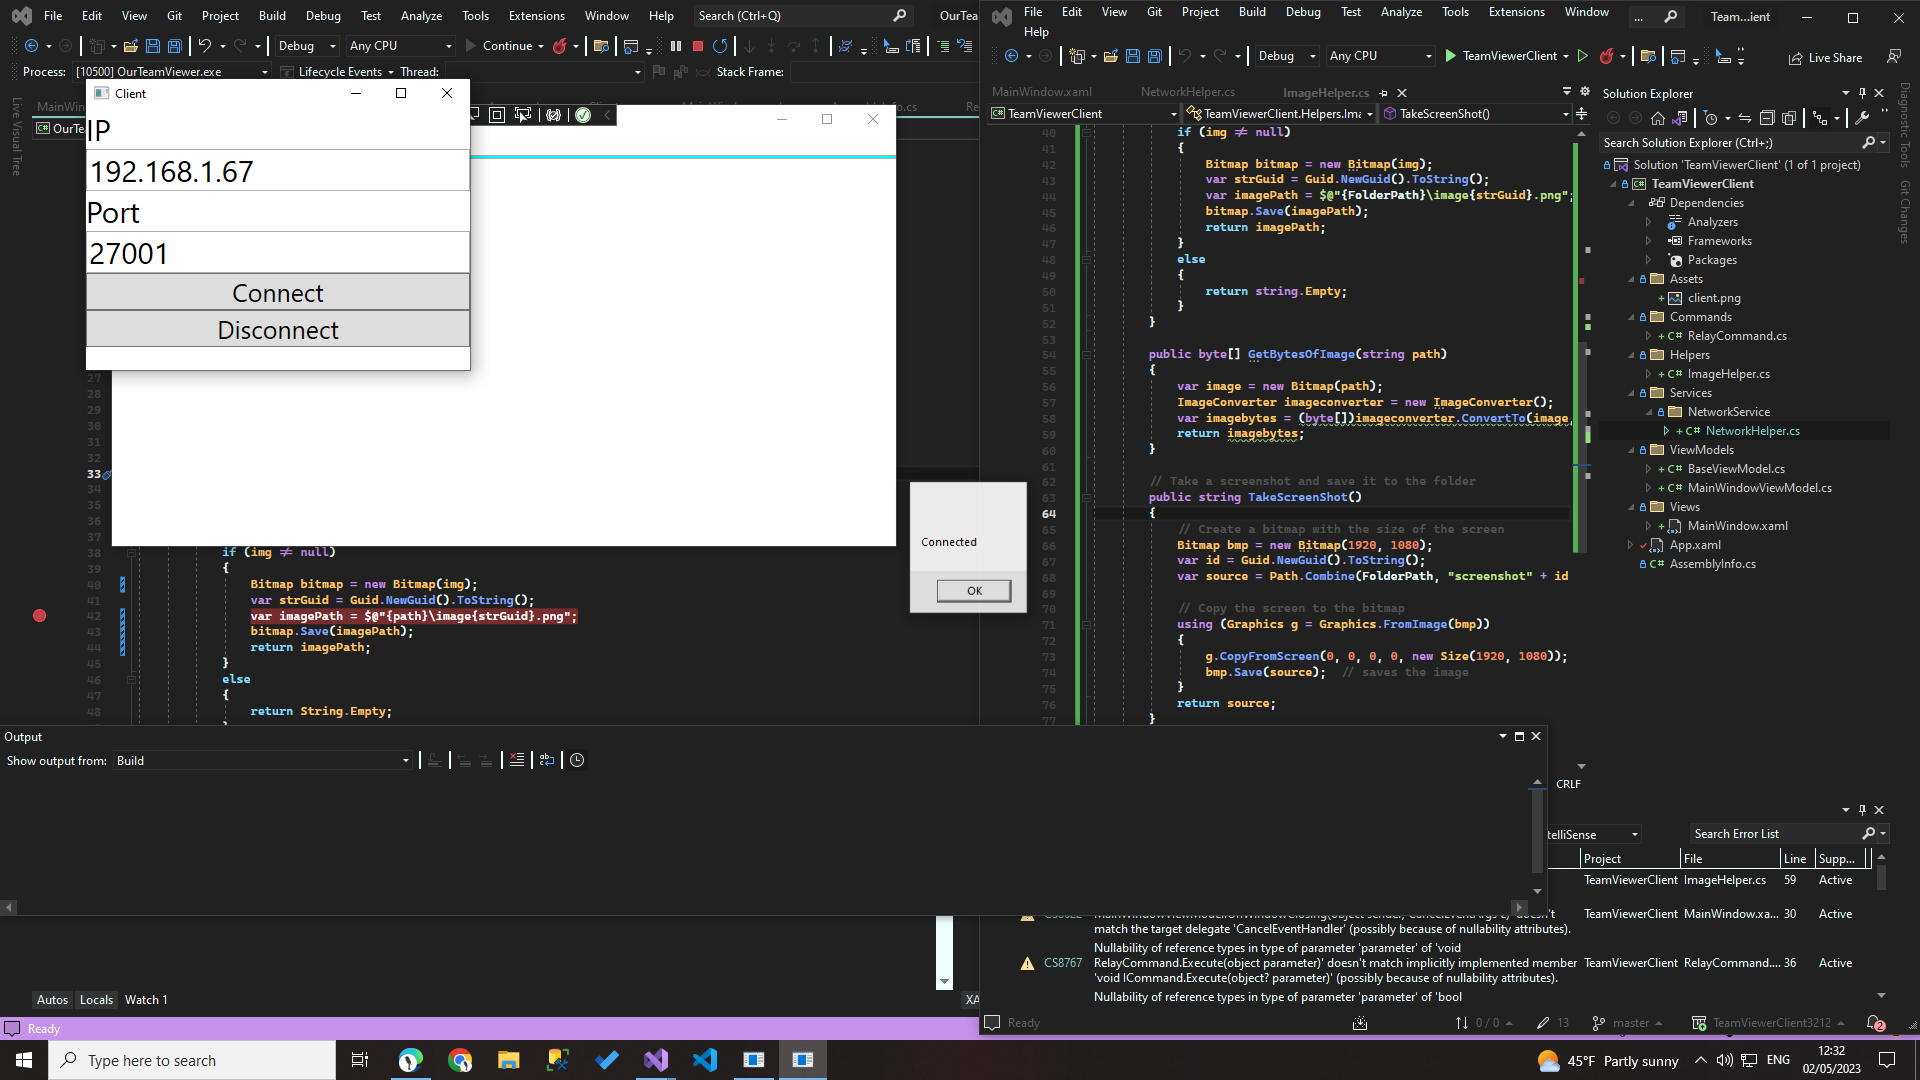 File Edit View Git Project Build Debug Test Analyze Tools Extensions Window Help Search (Ctrl+Q) OurTea
Debug Any CPU Continue
Process: [10500] OurTeamViewer.exe Lifecycle Events Thread: Stack Frame:
Live Visual Tree
MainWin
OurTe
Client
IP
192.168.1.67
Port
27001
Connect
Disconnect
27
28
29
30
31
32
33
34
35
36
37
38 if (img ≠ null)
39 {
40 Bitmap bitmap = new Bitmap(img);
41 var strGuid = Guid.NewGuid().ToString();
42 var imagePath = $@"{path}\image{strGuid}.png";
43 bitmap.Save(imagePath);
44 return imagePath;
45 }
46 else
47 {
48 return String.Empty;
Connected
OK
Output
Show output from: Build
Autos Locals Watch 1
XA
Ready
File Edit View Git Project Build Debug Test Analyze Tools Extensions Window ... Team...ient
Help
Debug Any CPU TeamViewerClient Live Share
MainWindow.xaml NetworkHelper.cs ImageHelper.cs
TeamViewerClient TeamViewerClient.Helpers.Ima TakeScreenShot()
40 if (img ≠ null)
41 {
42 Bitmap bitmap = new Bitmap(img);
43 var strGuid = Guid.NewGuid().ToString();
44 var imagePath = $@"{FolderPath}\image{strGuid}.png";
45 bitmap.Save(imagePath);
46 return imagePath;
47 }
48 else
49 {
50 return string.Empty;
51 }
52 }
53
54 public byte[] GetBytesOfImage(string path)
55 {
56 var image = new Bitmap(path);
57 ImageConverter imageconverter = new ImageConverter();
58 var imagebytes = (byte[])imageconverter.ConvertTo(image,
59 return imagebytes;
60 }
61
62 // Take a screenshot and save it to the folder
63 public string TakeScreenShot()
64 {
65 // Create a bitmap with the size of the screen
66 Bitmap bmp = new Bitmap(1920, 1080);
67 var id = Guid.NewGuid().ToString();
68 var source = Path.Combine(FolderPath, "screenshot" + id
69
70 // Copy the screen to the bitmap
71 using (Graphics g = Graphics.FromImage(bmp))
72 {
73 g.CopyFromScreen(0, 0, 0, 0, new Size(1920, 1080));
74 bmp.Save(source); // saves the image
75 }
76 return source;
77 }
CRLF
Solution Explorer
Search Solution Explorer (Ctrl+;)
Solution 'TeamViewerClient' (1 of 1 project)
TeamViewerClient
Dependencies
Analyzers
Frameworks
Packages
Assets
client.png
Commands
RelayCommand.cs
Helpers
ImageHelper.cs
Services
NetworkService
NetworkHelper.cs
ViewModels
BaseViewModel.cs
MainWindowViewModel.cs
Views
MainWindow.xaml
App.xaml
AssemblyInfo.cs
Diagnostic Tools
Git Changes
telliSense Search Error List
Project File Line Supp...
TeamViewerClient ImageHelper.cs 59 Active
TeamViewerClient MainWindow.xa... 30 Active
match the target delegate 'CancelEventHandler' (possibly because of nullability attributes).
Nullability of reference types in type of parameter 'parameter' of 'void
CS8767 RelayCommand.Execute(object parameter)' doesn't match implicitly implemented member TeamViewerClient RelayCommand.... 36 Active
'void ICommand.Execute(object? parameter)' (possibly because of nullability attributes).
Nullability of reference types in type of parameter 'parameter' of 'bool
Ready 0 / 0 13 master TeamViewerClient3212 2
Type here to search 45°F Partly sunny ENG 12:32
02/05/2023